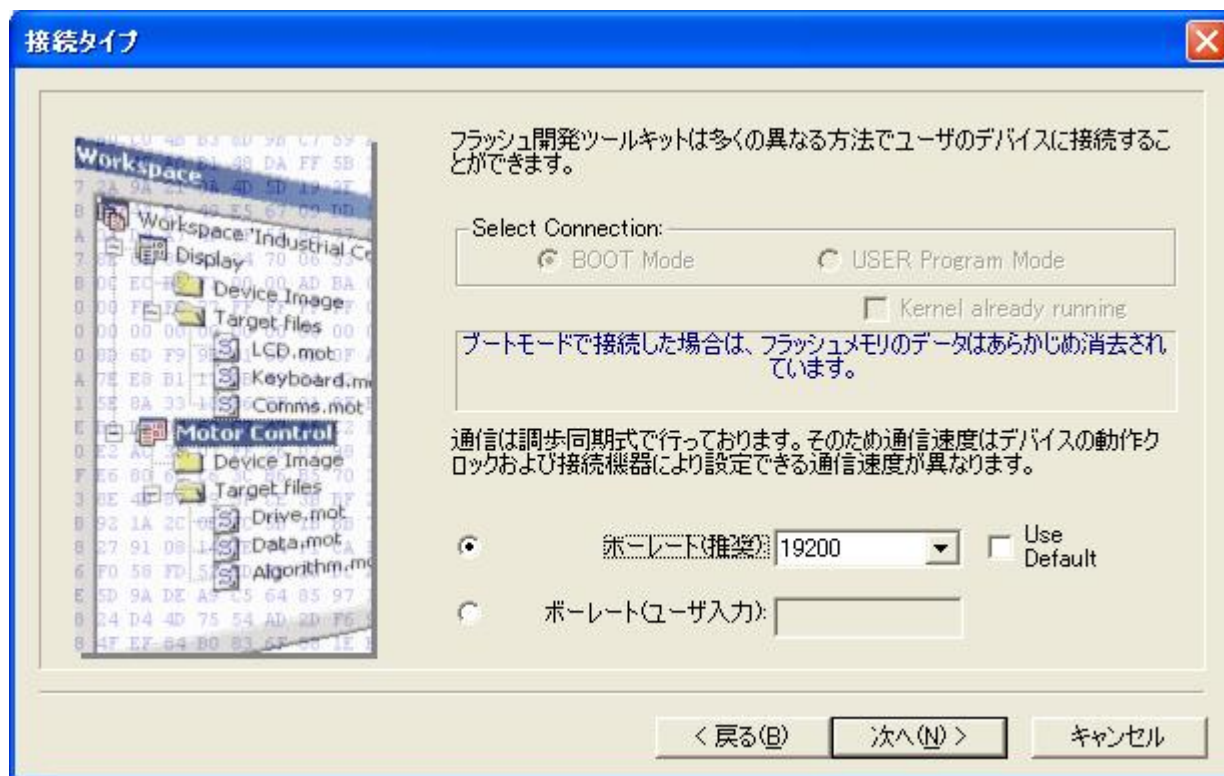 接続タイプ
Workspace
Workspace 'Industrial Co
Display
Device Image
Target files
LCD.mot
Keyboard.mo
Comms.mot
Motor Control
Device Image
Target files
Drive.mot
Data.mot
Algorithm.mo
フラッシュ開発ツールキットは多くの異なる方法でユーザのデバイスに接続するこ
とができます。
Select Connection:
BOOT Mode
USER Program Mode
Kernel already running
ブートモードで接続した場合は、フラッシュメモリのデータはあらかじめ消去され
ています。
通信は調歩同期式で行っております。そのため通信速度はデバイスの動作ク
ロックおよび接続機器により設定できる通信速度が異なります。
ボーレート(推奨): 19200
Use
Default
ボーレート(ユーザ入力):
< 戻る(B)
次へ(N) >
キャンセル